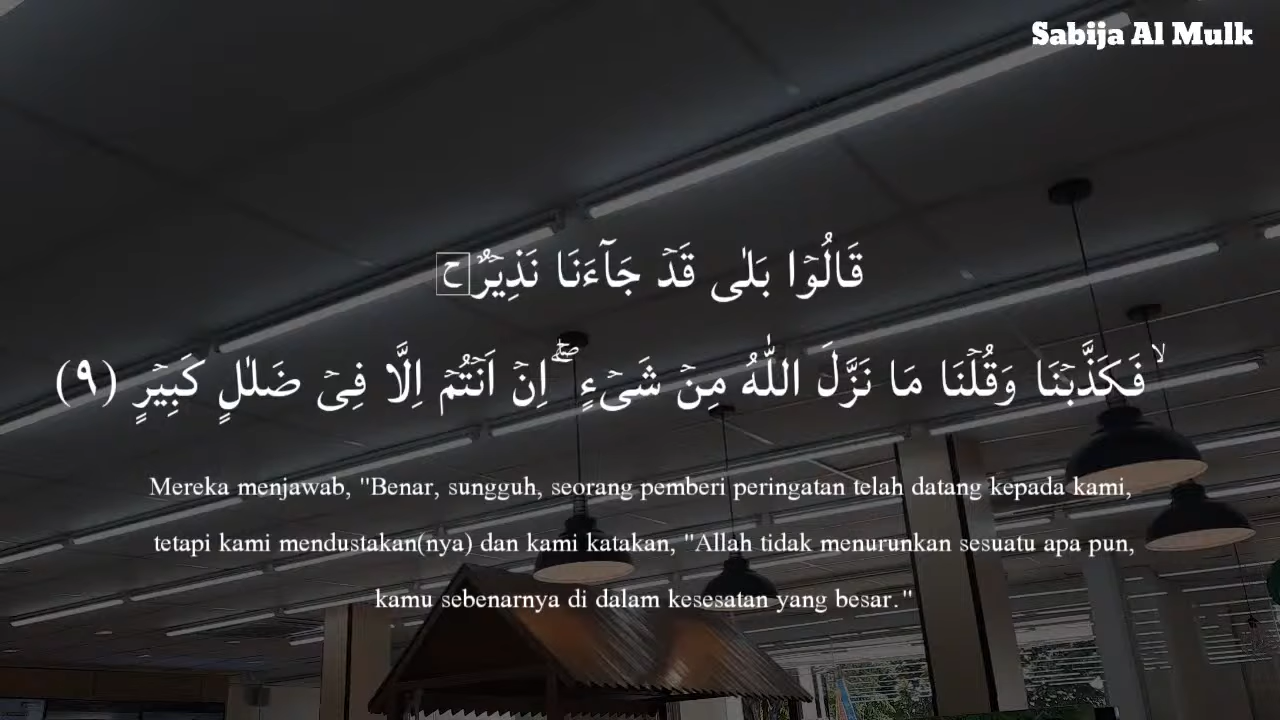 Sabija Al Mulk
قَالُوْا بَلٰى قَدْ جَآءَنَا نَذِيْرٌ ح
ۙ فَكَذَّبْنَا وَقُلْنَا مَا نَزَّلَ اللّٰهُ مِنْ شَىْءٍ ۖۚ اِنْ اَنْتُمْ اِلَّا فِىْ ضَلٰلٍ كَبِيْرٍ (٩)
Mereka menjawab, "Benar, sungguh, seorang pemberi peringatan telah datang kepada kami,
tetapi kami mendustakan(nya) dan kami katakan, "Allah tidak menurunkan sesuatu apa pun,
kamu sebenarnya di dalam kesesatan yang besar."